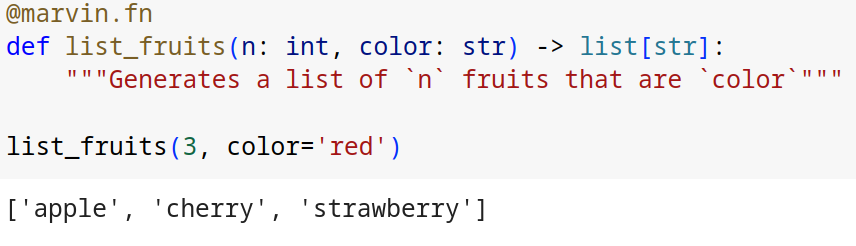 @marvin.fn
def list_fruits(n: int, color: str) -> list[str]:
    """Generates a list of `n` fruits that are `color`"""
list_fruits(3, color='red')
['apple', 'cherry', 'strawberry']